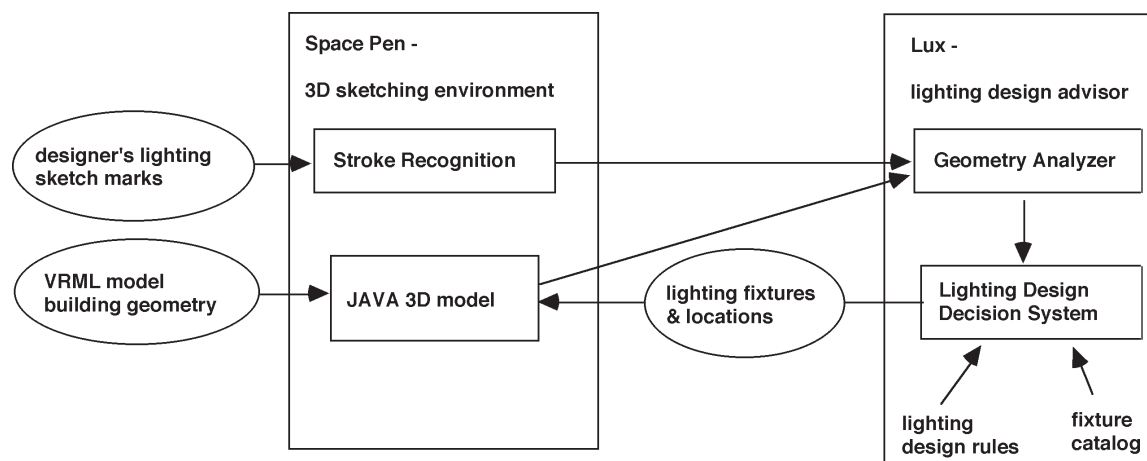 Space Pen -
3D sketching environment
Lux -
lighting design advisor
designer's lighting
sketch marks
Stroke Recognition
Geometry Analyzer
VRML model
building geometry
JAVA 3D model
lighting fixtures
& locations
Lighting Design
Decision System
lighting
design rules
fixture
catalog